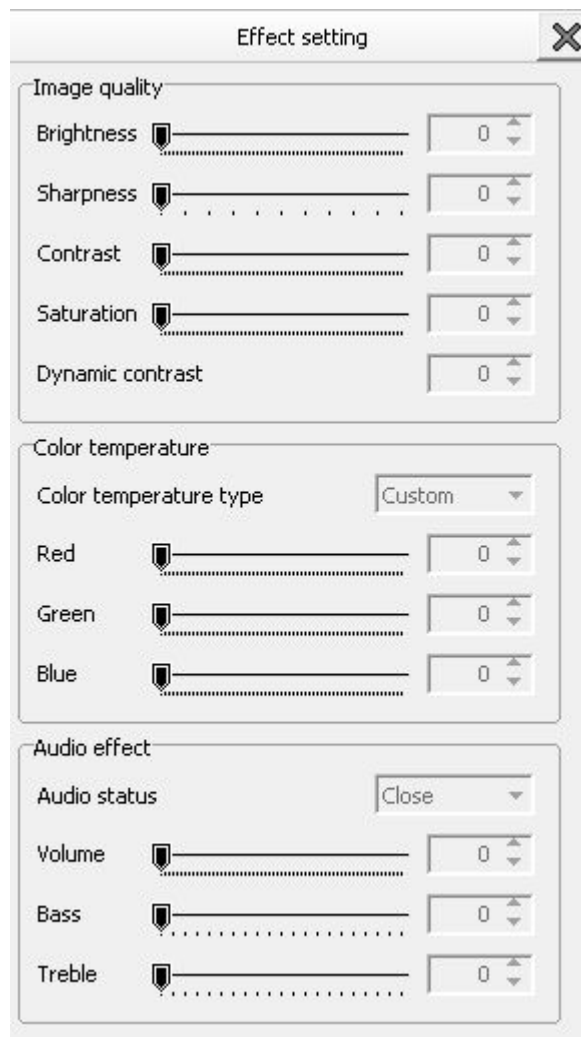 Effect setting
Image quality
Brightness 0
Sharpness 0
Contrast 0
Saturation 0
Dynamic contrast 0
Color temperature
Color temperature type Custom
Red 0
Green 0
Blue 0
Audio effect
Audio status Close
Volume 0
Bass 0
Treble 0